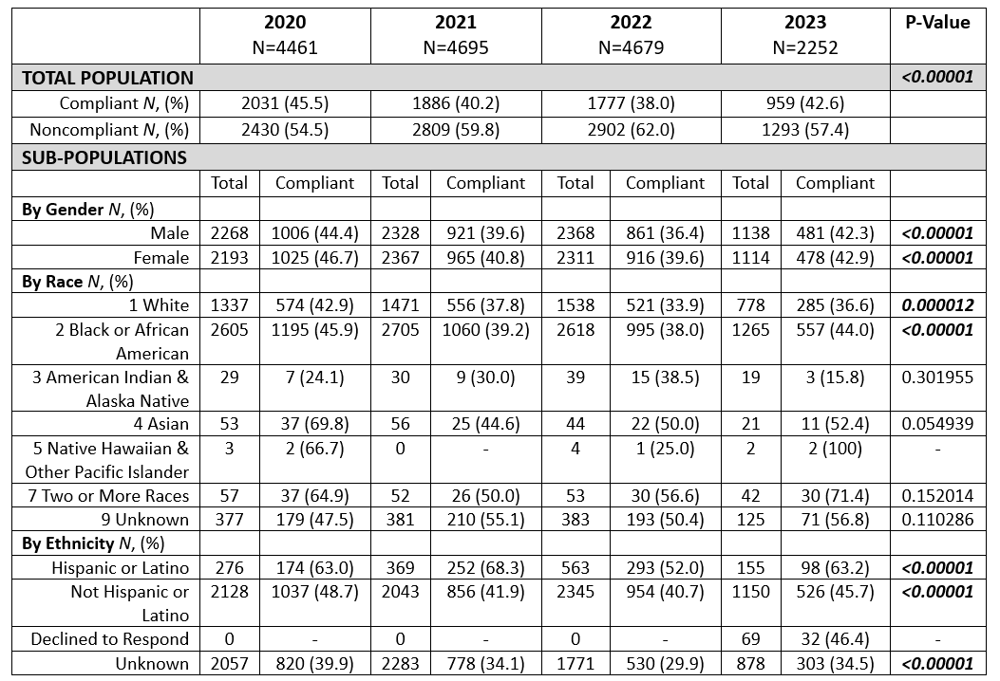 2020 2021 2022 2023 P-Value
N=4461 N=4695 N=4679 N=2252
TOTAL POPULATION <0.00001
Compliant N, (%) 2031 (45.5) 1886 (40.2) 1777 (38.0) 959 (42.6)
Noncompliant N, (%) 2430 (54.5) 2809 (59.8) 2902 (62.0) 1293 (57.4)
SUB-POPULATIONS
Total Compliant Total Compliant Total Compliant Total Compliant
By Gender N, (%)
Male 2268 1006 (44.4) 2328 921 (39.6) 2368 861 (36.4) 1138 481 (42.3) <0.00001
Female 2193 1025 (46.7) 2367 965 (40.8) 2311 916 (39.6) 1114 478 (42.9) <0.00001
By Race N, (%)
1 White 1337 574 (42.9) 1471 556 (37.8) 1538 521 (33.9) 778 285 (36.6) 0.000012
2 Black or African 2605 1195 (45.9) 2705 1060 (39.2) 2618 995 (38.0) 1265 557 (44.0) <0.00001
American
3 American Indian & 29 7 (24.1) 30 9 (30.0) 39 15 (38.5) 19 3 (15.8) 0.301955
Alaska Native
4 Asian 53 37 (69.8) 56 25 (44.6) 44 22 (50.0) 21 11 (52.4) 0.054939
5 Native Hawaiian & 3 2 (66.7) 0 - 4 1 (25.0) 2 2 (100) -
Other Pacific Islander
7 Two or More Races 57 37 (64.9) 52 26 (50.0) 53 30 (56.6) 42 30 (71.4) 0.152014
9 Unknown 377 179 (47.5) 381 210 (55.1) 383 193 (50.4) 125 71 (56.8) 0.110286
By Ethnicity N, (%)
Hispanic or Latino 276 174 (63.0) 369 252 (68.3) 563 293 (52.0) 155 98 (63.2) <0.00001
Not Hispanic or 2128 1037 (48.7) 2043 856 (41.9) 2345 954 (40.7) 1150 526 (45.7) <0.00001
Latino
Declined to Respond 0 - 0 - 0 - 69 32 (46.4) -
Unknown 2057 820 (39.9) 2283 778 (34.1) 1771 530 (29.9) 878 303 (34.5) <0.00001